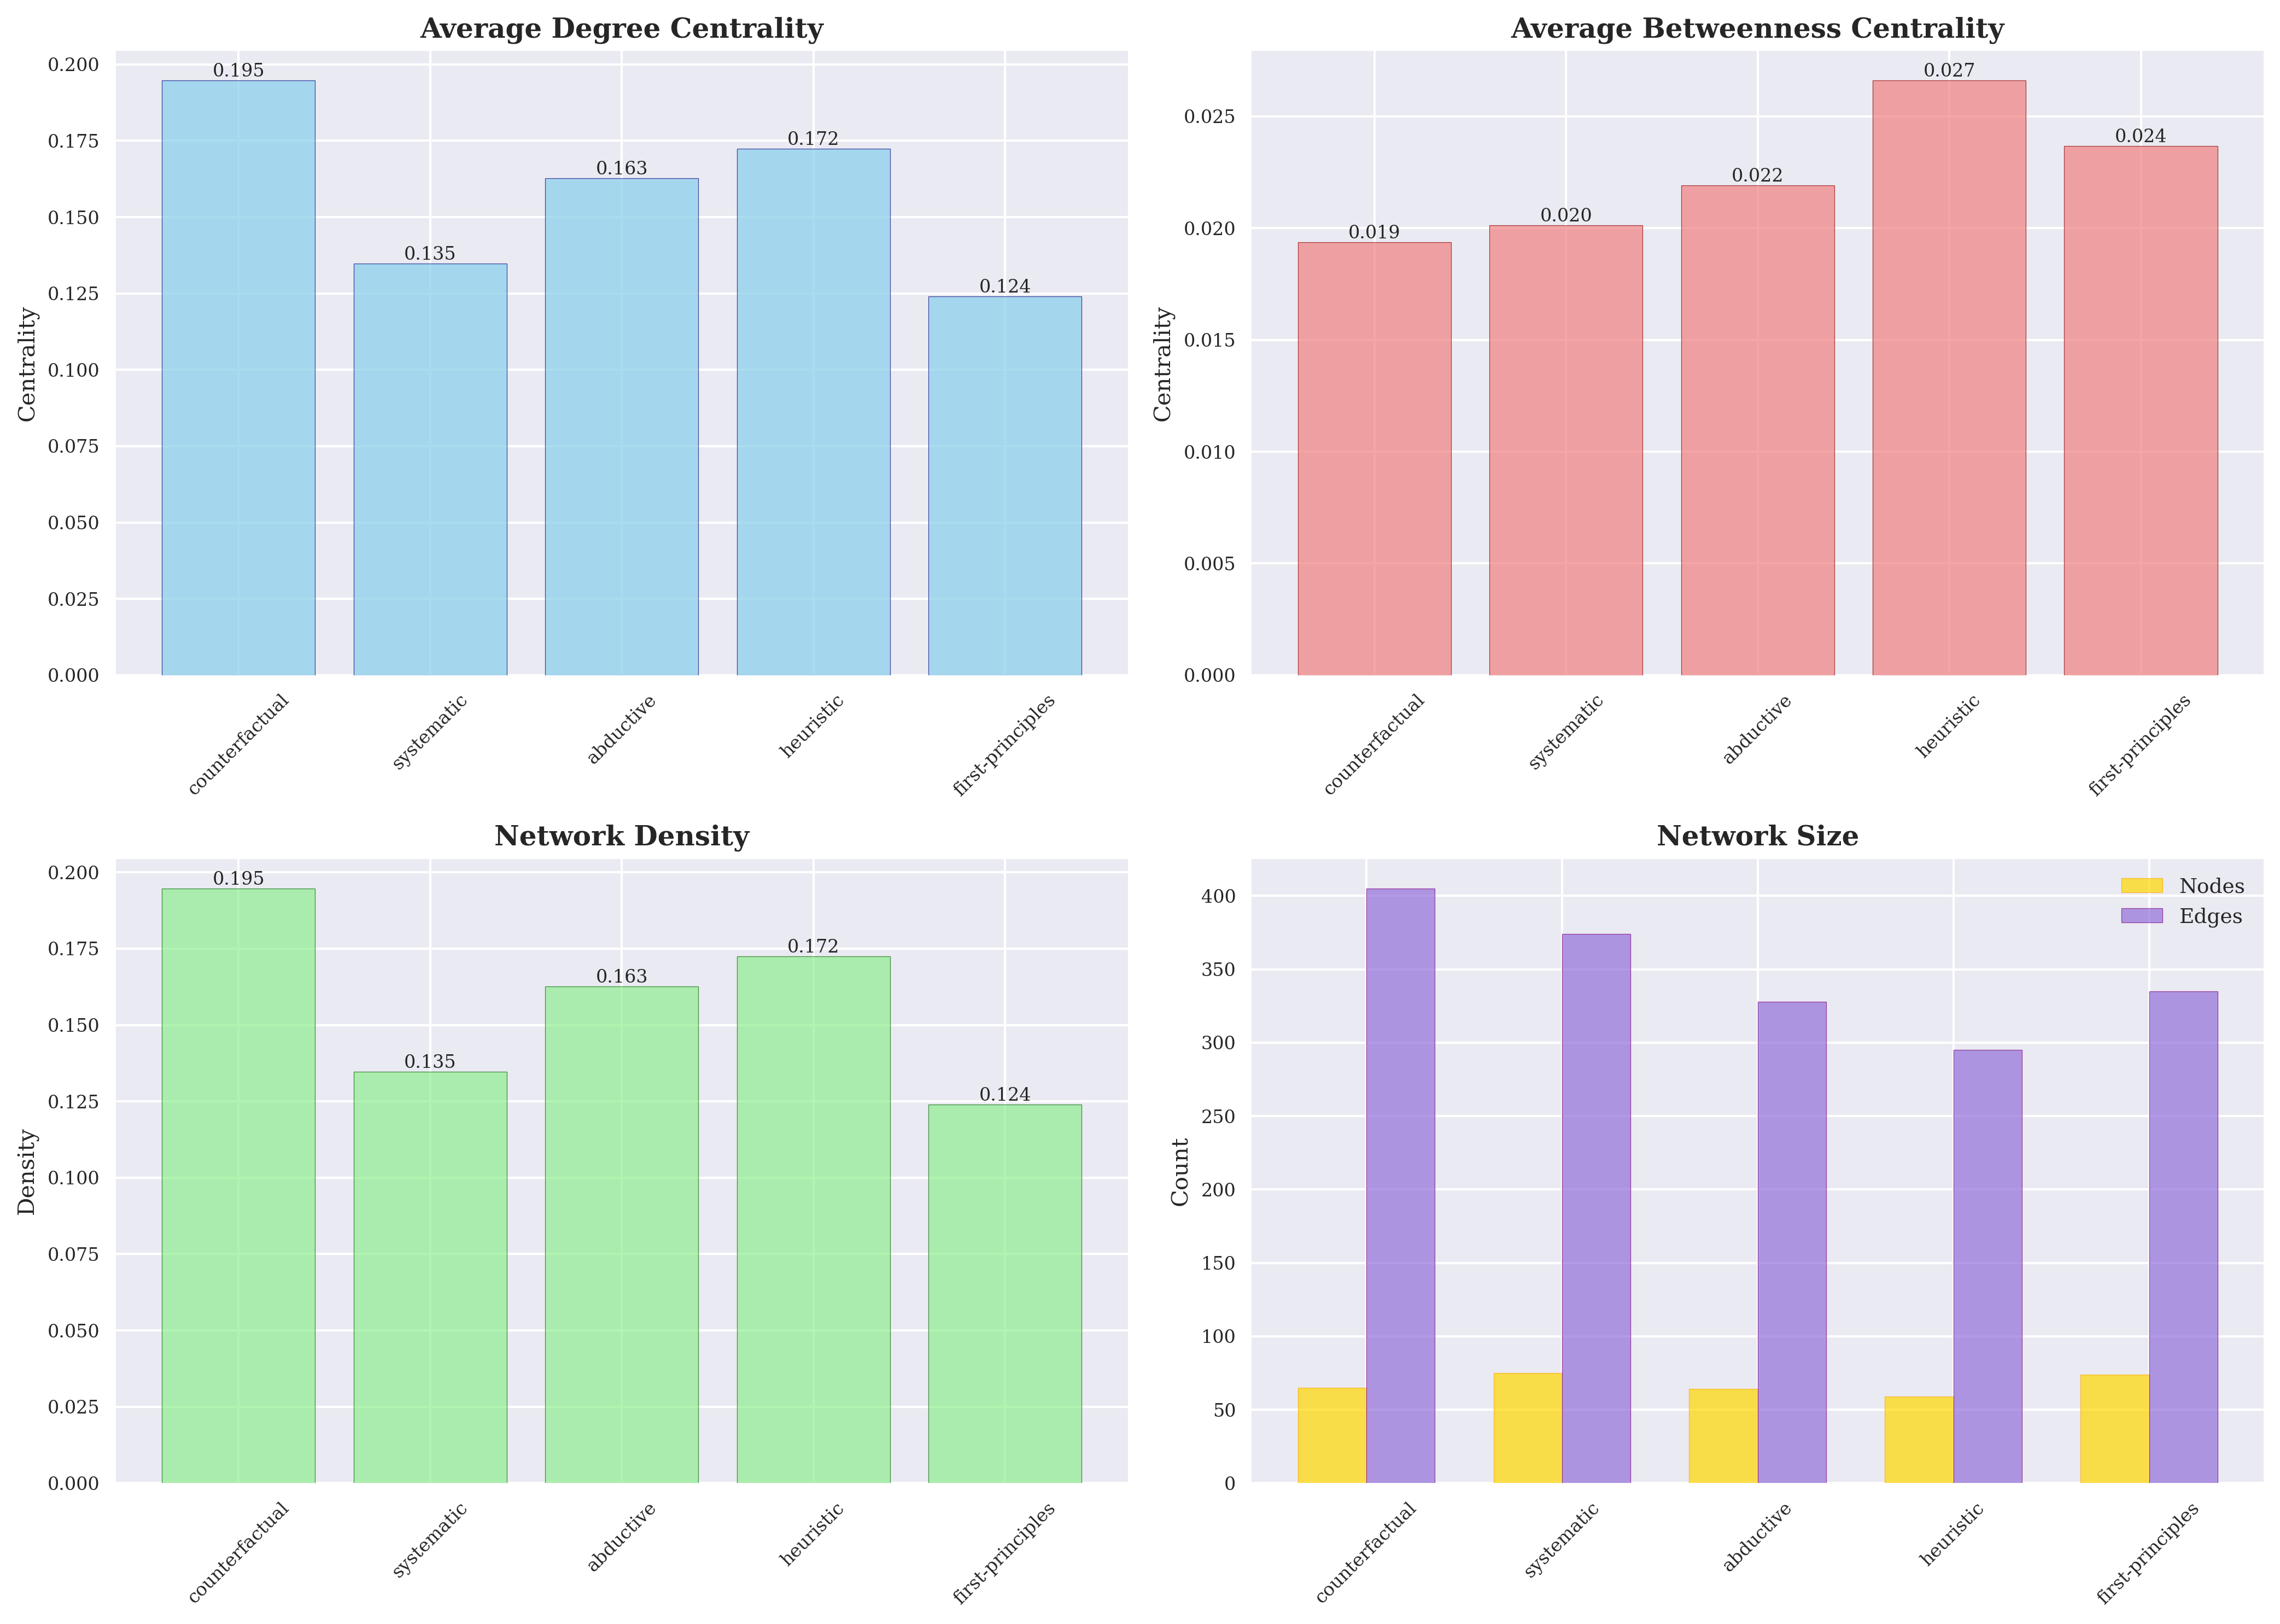 Average Degree Centrality
Centrality
0.200
0.175
0.150
0.125
0.100
0.075
0.050
0.025
0.000
0.195
0.135
0.163
0.172
0.124
counterfactual
systematic
abductive
heuristic
first-principles
Average Betweenness Centrality
Centrality
0.025
0.020
0.015
0.010
0.005
0.000
0.019
0.020
0.022
0.027
0.024
counterfactual
systematic
abductive
heuristic
first-principles
Network Density
Density
0.200
0.175
0.150
0.125
0.100
0.075
0.050
0.025
0.000
0.195
0.135
0.163
0.172
0.124
counterfactual
systematic
abductive
heuristic
first-principles
Network Size
Count
400
350
300
250
200
150
100
50
0
Nodes
Edges
counterfactual
systematic
abductive
heuristic
first-principles